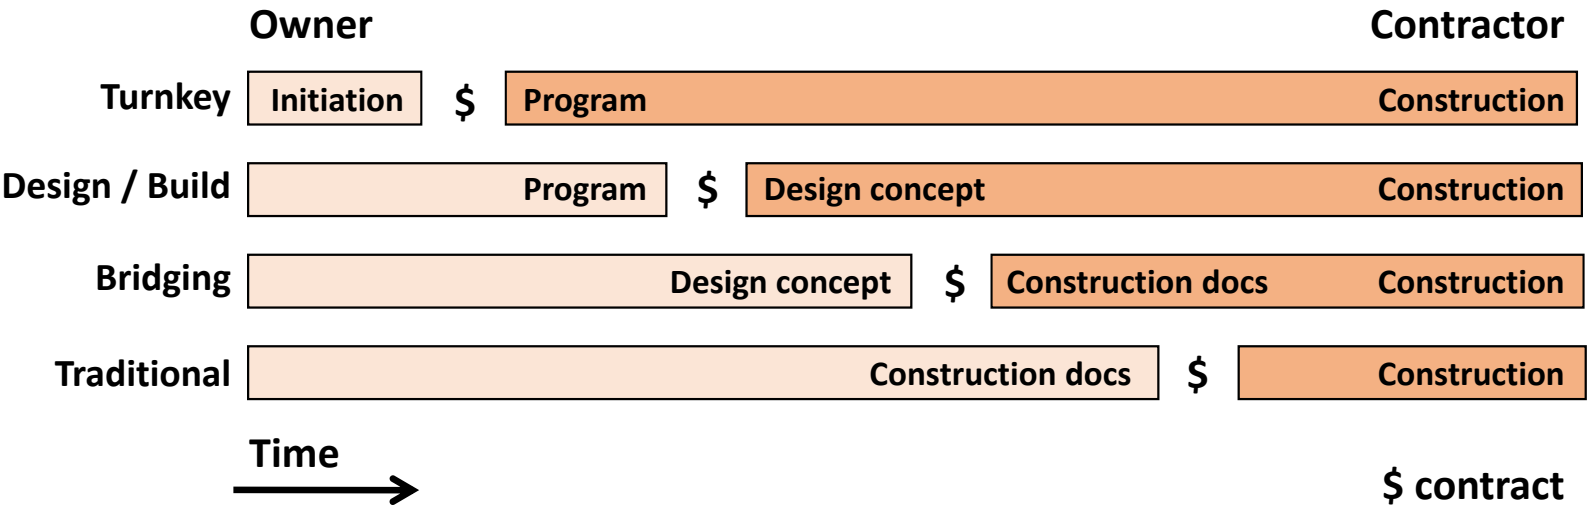 Owner Contractor
Turnkey Initiation $ Program Construction
Design / Build Program $ Design concept Construction
Bridging Design concept $ Construction docs Construction
Traditional Construction docs $ Construction
Time
$ contract